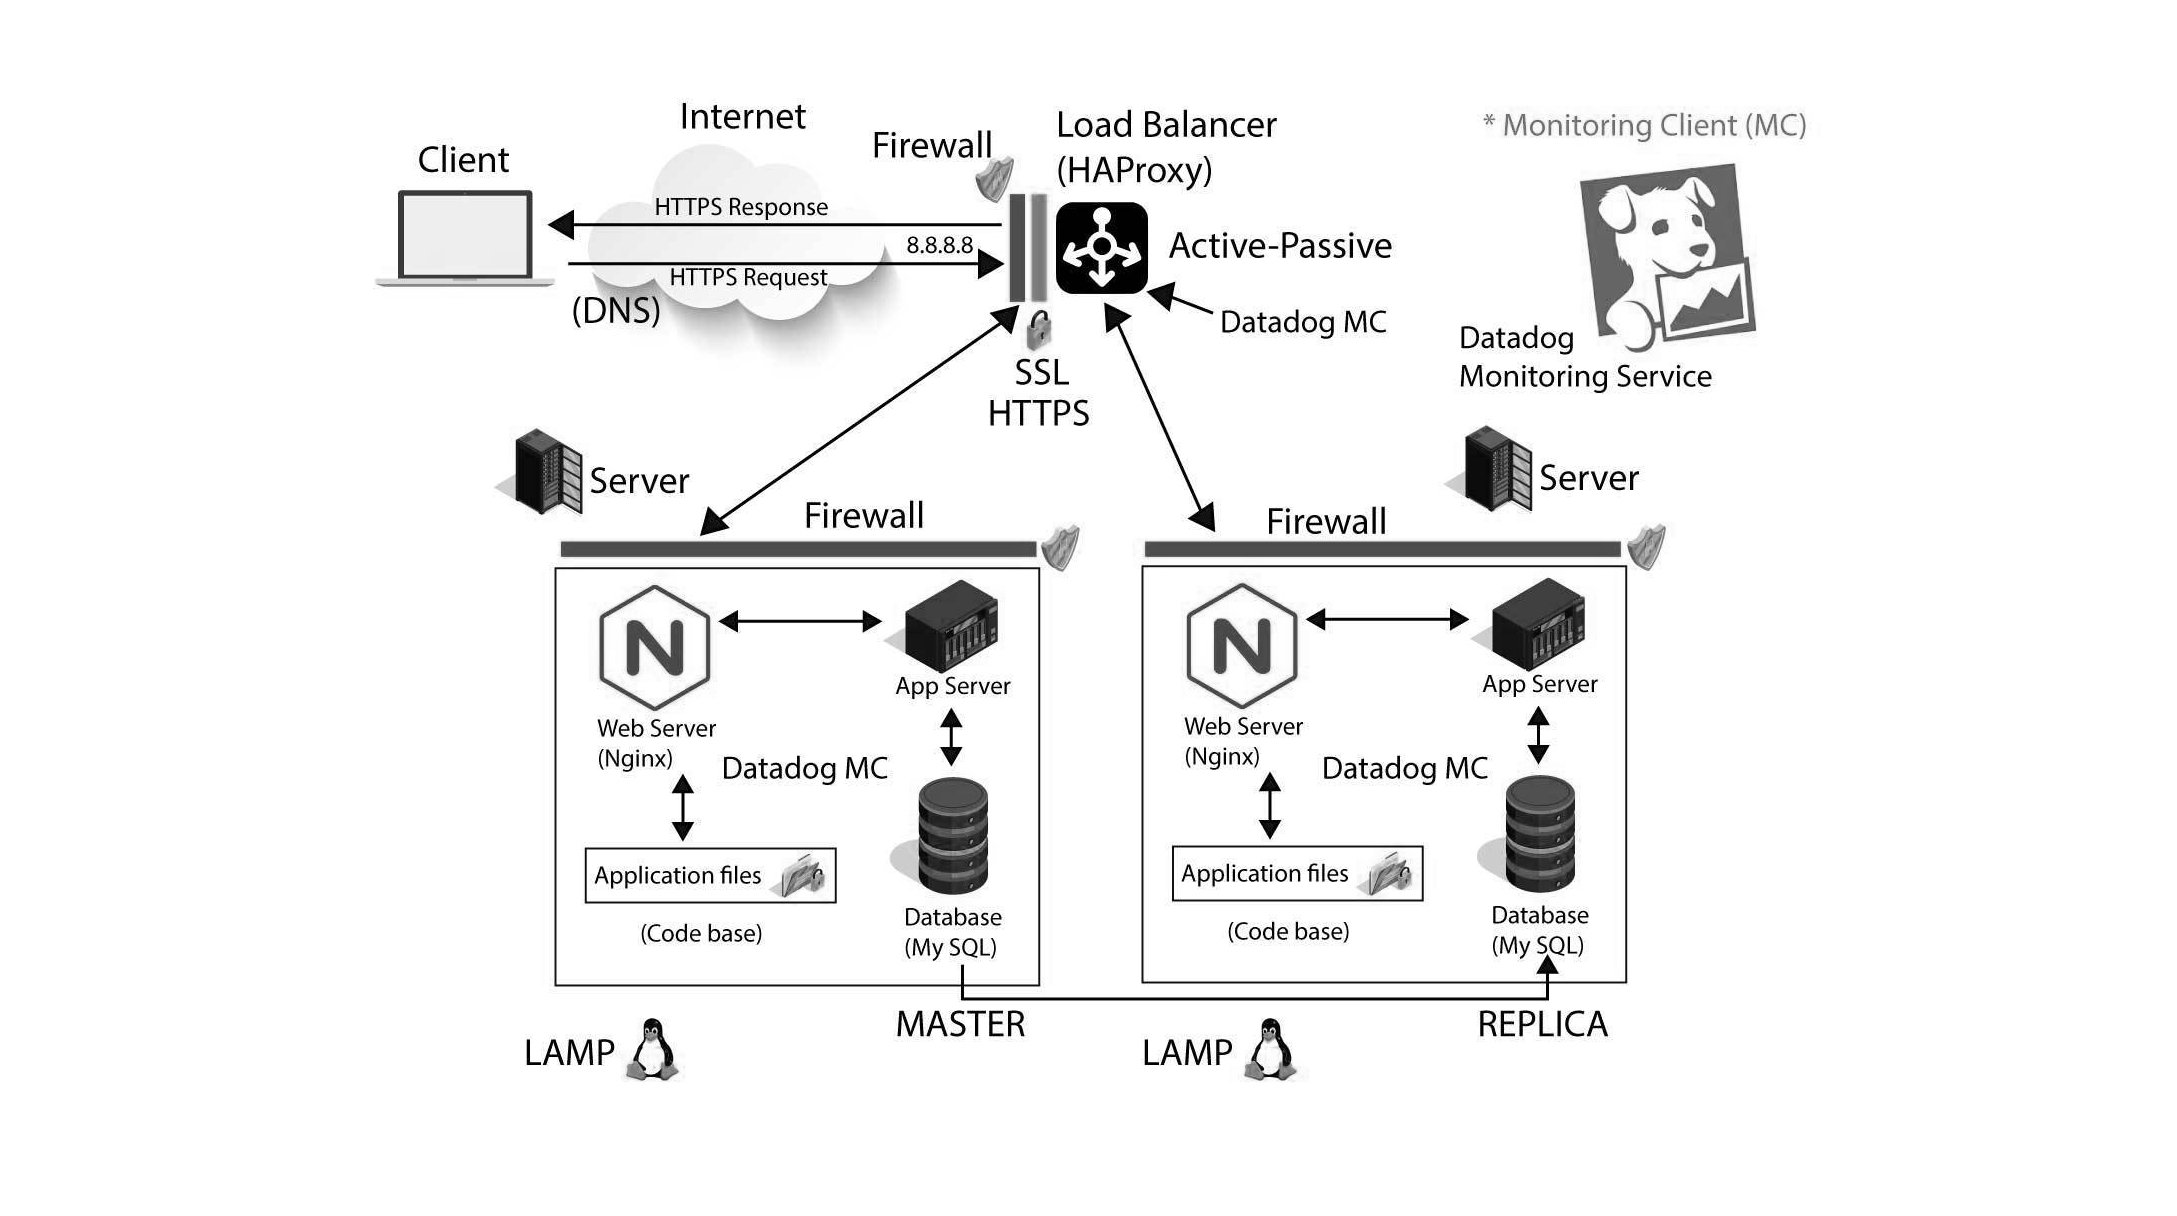 Internet
Client
Firewall
Load Balancer
(HAProxy)
* Monitoring Client (MC)
HTTPS Response
8.8.8.8
HTTPS Request
(DNS)
Active-Passive
Datadog MC
SSL
HTTPS
Datadog
Monitoring Service
Server
Server
Firewall
Firewall
N
App Server
Web Server
(Nginx)
Datadog MC
Application files
(Code base)
Database
(My SQL)
N
App Server
Web Server
(Nginx)
Datadog MC
Application files
(Code base)
Database
(My SQL)
MASTER
REPLICA
LAMP
LAMP